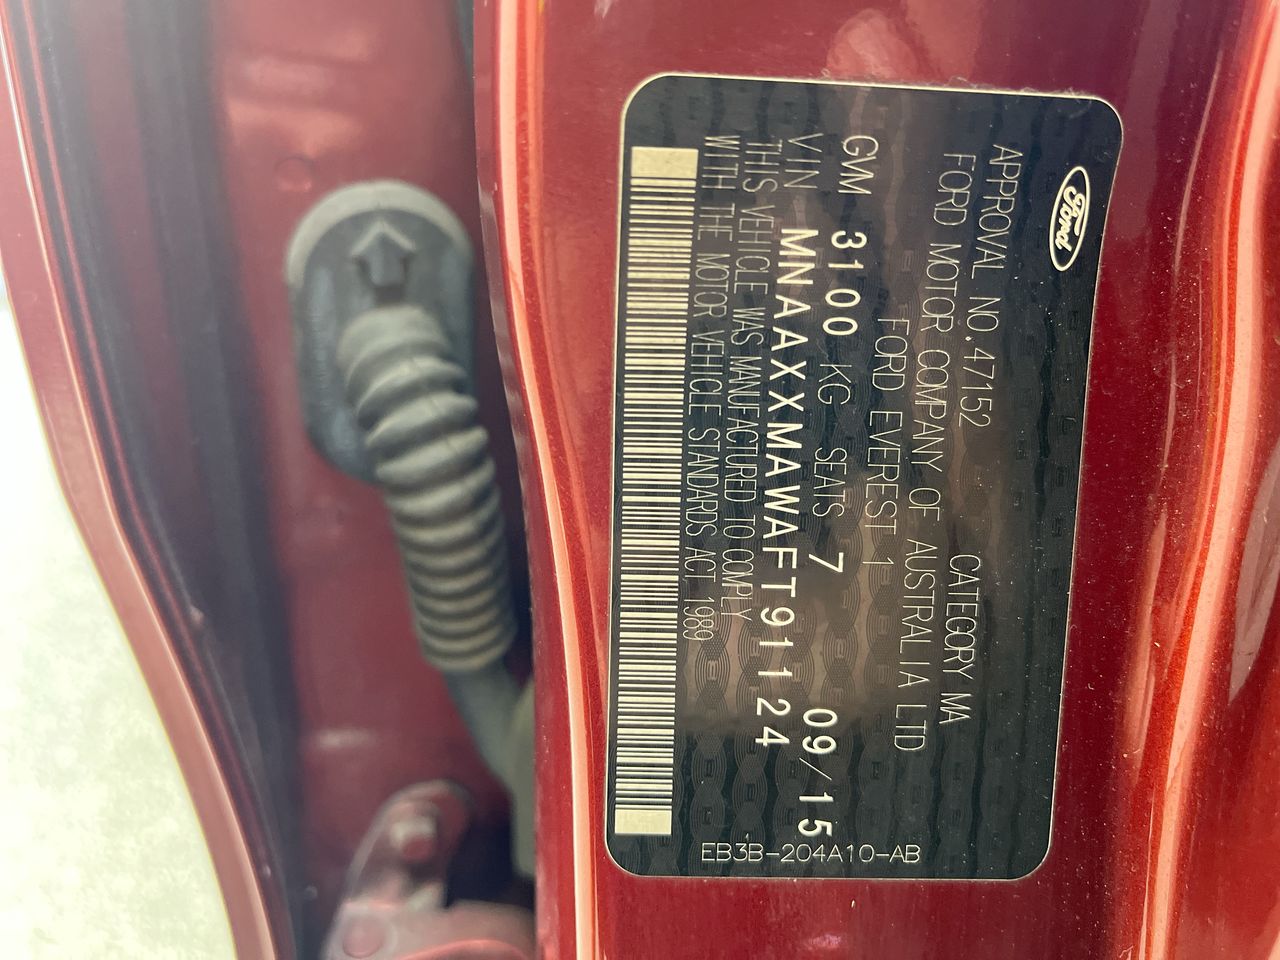 Ford
APPROVAL NO.47152 CATEGORY MA
FORD MOTOR COMPANY OF AUSTRALIA LTD
FORD EVEREST 1
GVM 3100 KG SEATS 7 09/15
VIN MNAAXXMAWAFT91124
THIS VEHICLE WAS MANUFACTURED TO COMPLY
WITH THE MOTOR VEHICLE STANDARDS ACT 1989
EB3B-204A10-AB